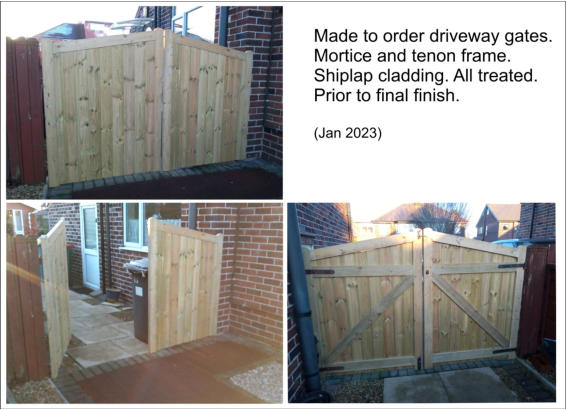 Made to order driveway gates.
Mortice and tenon frame.
Shiplap cladding. All treated.
Prior to final finish.
(Jan 2023)